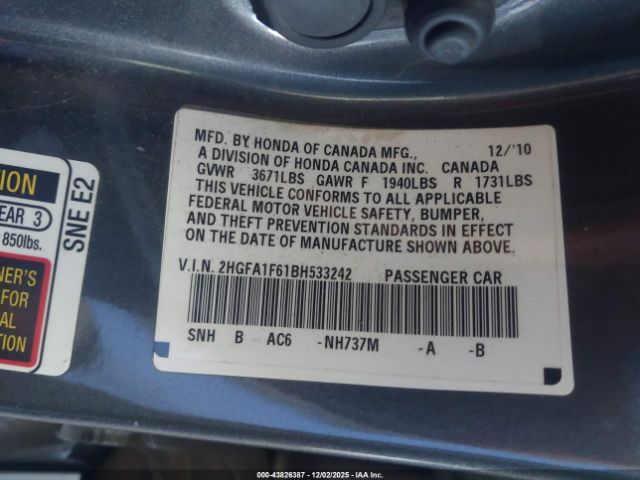 MFD. BY HONDA OF CANADA MFG., 12/'10
A DIVISION OF HONDA CANADA INC. CANADA
GVWR 3671LBS GAWR F 1940LBS R 1731LBS
THIS VEHICLE CONFORMS TO ALL APPLICABLE
FEDERAL MOTOR VEHICLE SAFETY, BUMPER,
AND THEFT PREVENTION STANDARDS IN EFFECT
ON THE DATE OF MANUFACTURE SHOWN ABOVE.
V.I.N. 2HGFA1F61BH533242 PASSENGER CAR
SNH B AC6 -NH737M -A -B
ION
EAR 3
850lbs.
SNE E2
NER'S
FOR
AL
TION
000-43826387 - 12/02/2025 - IAA Inc.